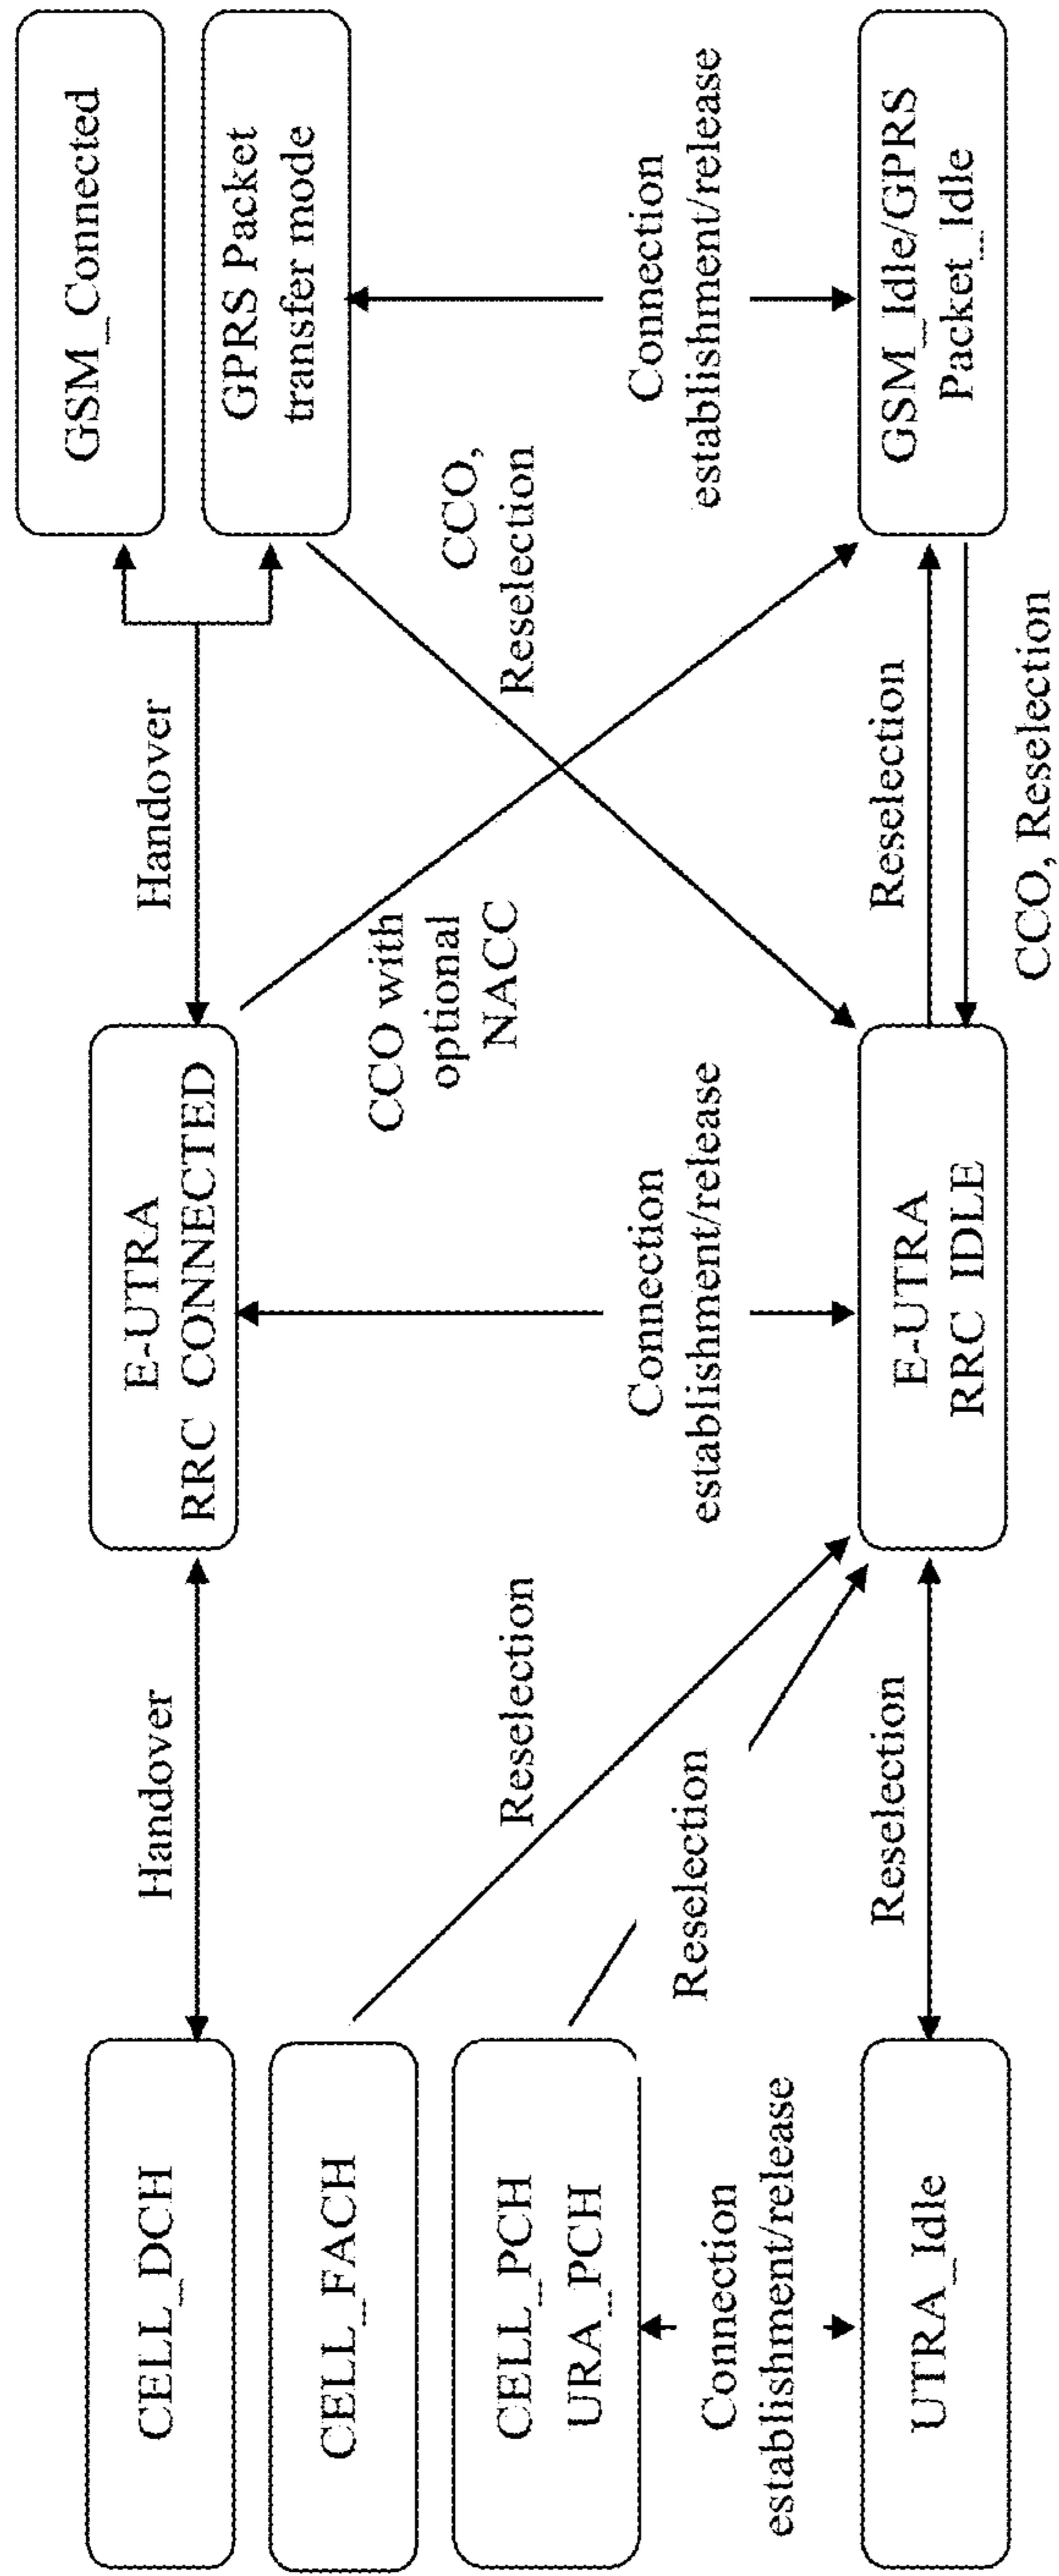 CELL_DCH
CELL_FACH
CELL_PCH
URA_PCH
Connection
establishment/release
UTRA_Idle
Handover
Reselection
Reselection
Reselection
E-UTRA
RRC CONNECTED
Connection
establishment/release
E-UTRA
RRC IDLE
Handover
CCO with
optional
NACC
CCO,
Reselection
Reselection
CCO, Reselection
GSM_Connected
GPRS Packet
transfer mode
Connection
establishment/release
GSM_Idle/GPRS
Packet_Idle